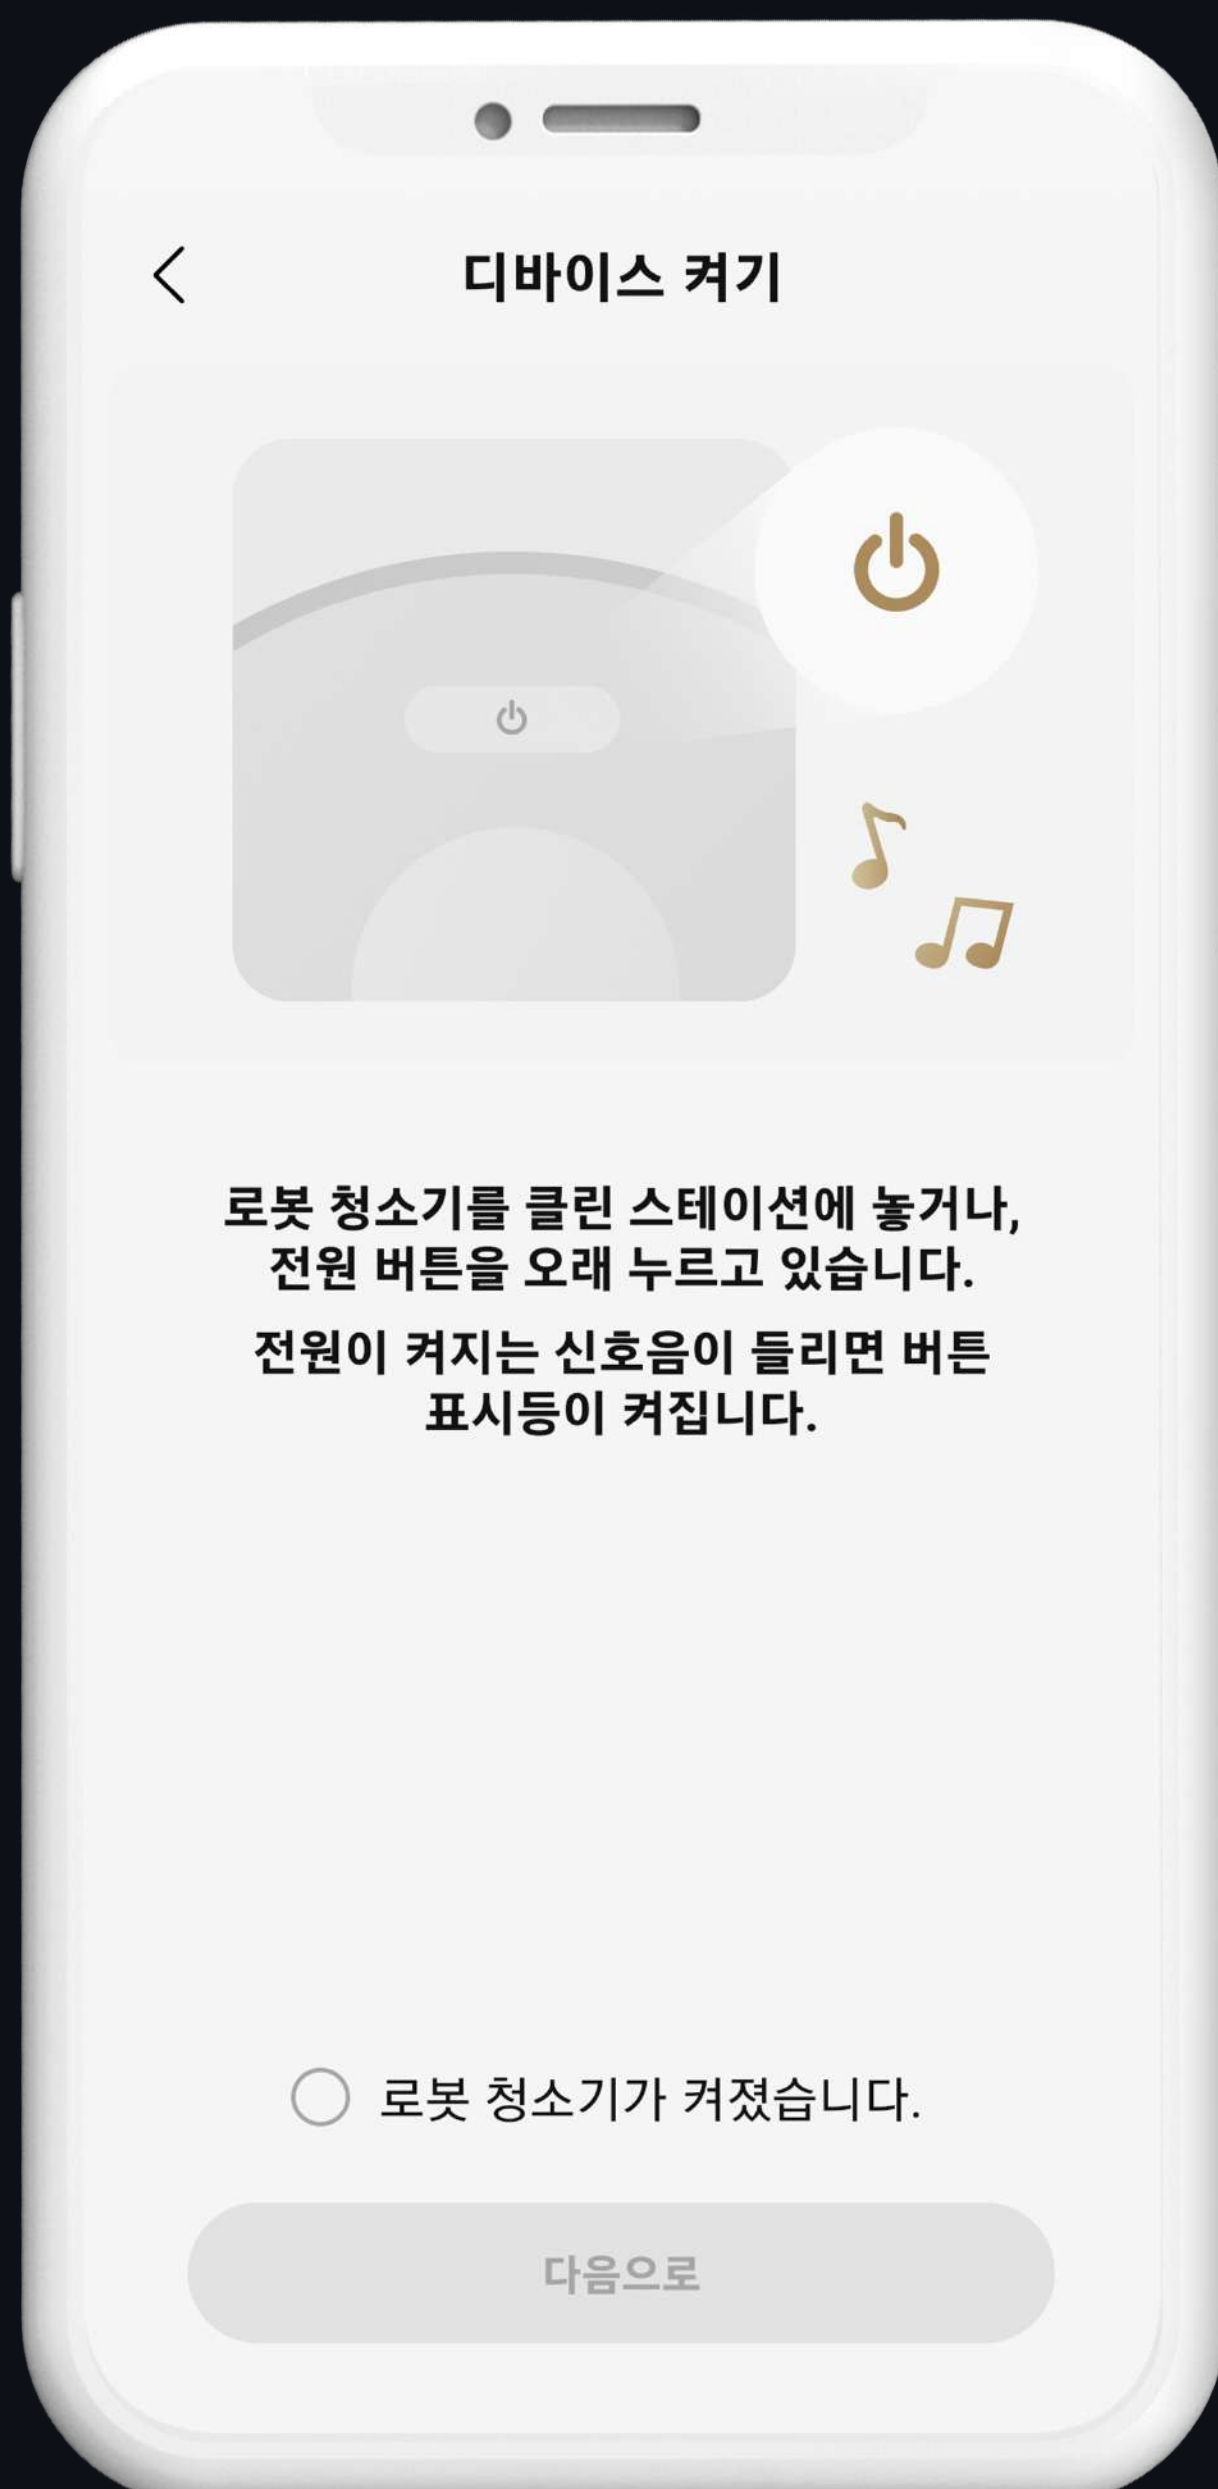 디바이스 켜기
로봇 청소기를 클린 스테이션에 놓거나,
전원 버튼을 오래 누르고 있습니다.
전원이 켜지는 신호음이 들리면 버튼
표시등이 켜집니다.
로봇 청소기가 켜졌습니다.
다음으로